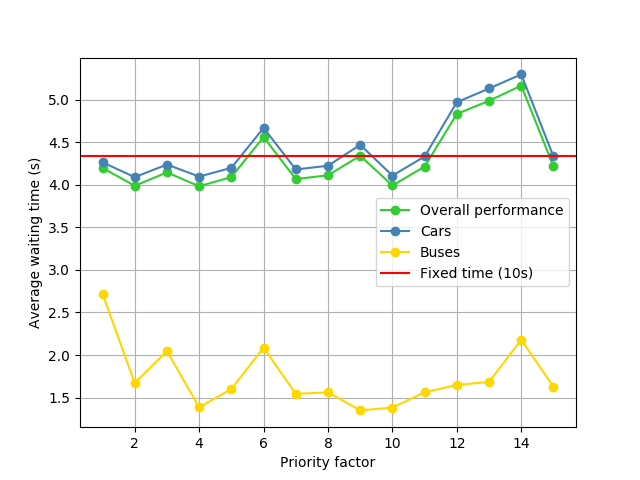 5.0
4.5
4.0
3.5
3.0
2.5
2.0
1.5
Average waiting time (s)
Overall performance
Cars
Buses
Fixed time (10s)
2 4 6 8 10 12 14
Priority factor